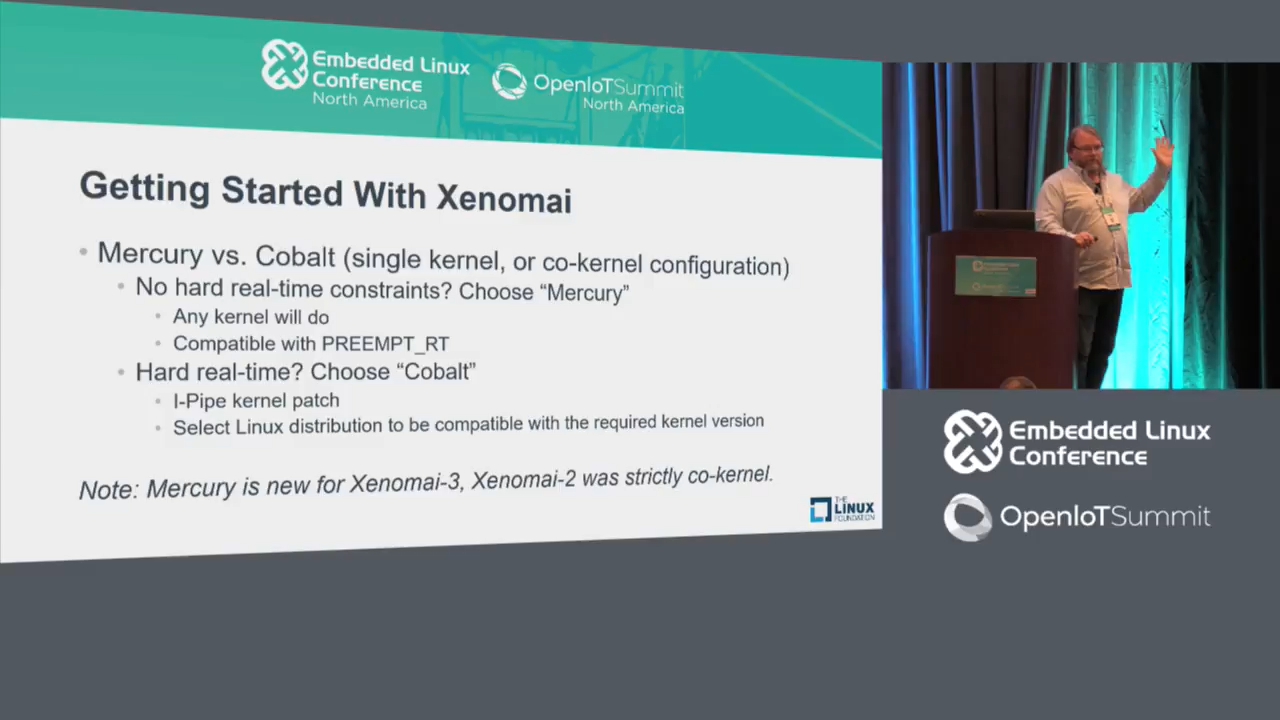 Embedded Linux
Conference
North America
OpenIoTSummit
North America
Getting Started With Xenomai
Mercury vs. Cobalt (single kernel, or co-kernel configuration)
No hard real-time constraints? Choose “Mercury”
Any kernel will do
Compatible with PREEMPT_RT
Hard real-time? Choose “Cobalt”
I-Pipe kernel patch
Select Linux distribution to be compatible with the required kernel version
Note: Mercury is new for Xenomai-3, Xenomai-2 was strictly co-kernel.
THE
LINUX
FOUNDATION
Embedded Linux
Conference
OpenIoTSummit